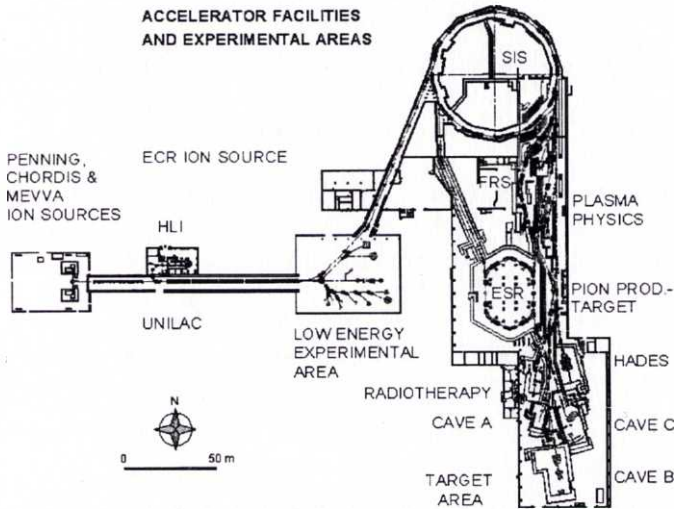 ACCELERATOR FACILITIES
AND EXPERIMENTAL AREAS
SIS
PENNING,
CHORDIS &
MEVVA
ION SOURCES
ECR ION SOURCE
HLI
FRS
PLASMA
PHYSICS
ESR
PION PROD.-
TARGET
UNILAC
LOW ENERGY
EXPERIMENTAL
AREA
HADES
RADIOTHERAPY
CAVE A
CAVE C
N
0 50 m
TARGET
AREA
CAVE B